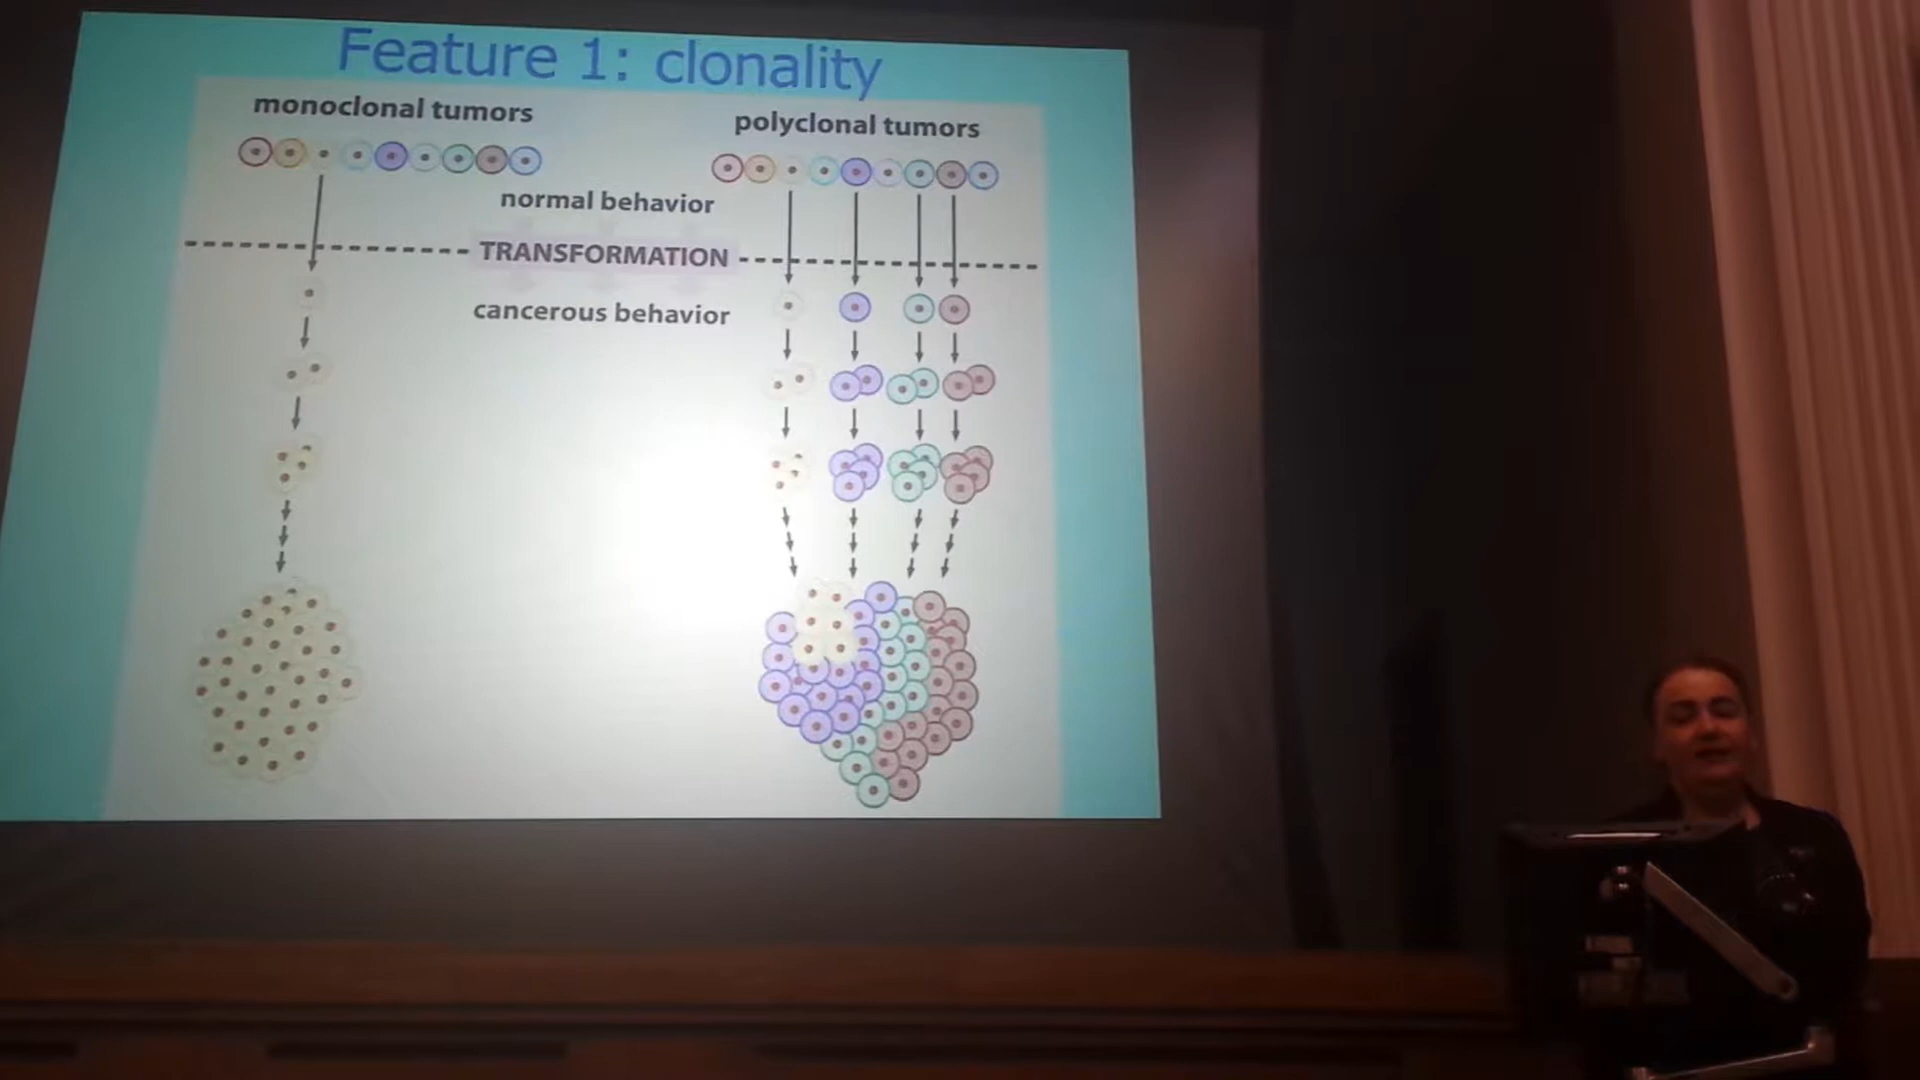 Feature 1: clonality
monoclonal tumors
polyclonal tumors
normal behavior
TRANSFORMATION
cancerous behavior